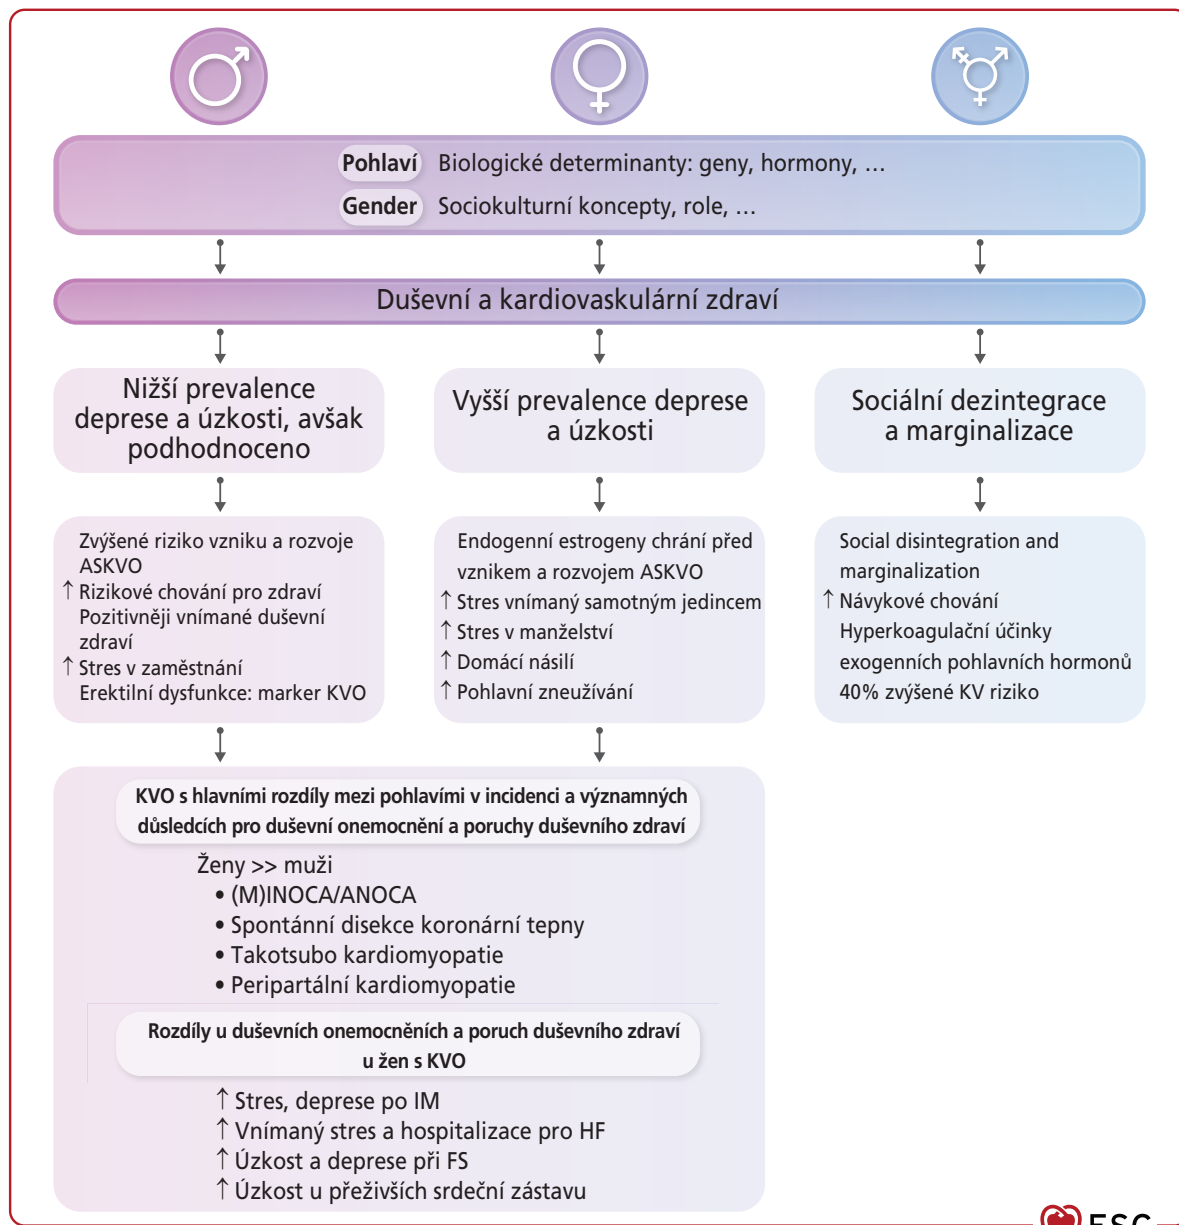 Pohlaví Biologické determinanty: geny, hormony, …
Gender Sociokulturní koncepty, role, …
Duševní a kardiovaskulární zdraví
Nižší prevalence
deprese a úzkosti, avšak
podhodnoceno
Vyšší prevalence deprese
a úzkosti
Sociální dezintegrace
a marginalizace
Zvýšené riziko vzniku a rozvoje
ASKVO
↑ Rizikové chování pro zdraví
Pozitivněji vnímané duševní
zdraví
↑ Stres v zaměstnání
Erektilní dysfunkce: marker KVO
Endogenní estrogeny chrání před
vznikem a rozvojem ASKVO
↑ Stres vnímaný samotným jedincem
↑ Stres v manželství
↑ Domácí násilí
↑ Pohlavní zneužívání
Social disintegration and
marginalization
↑ Návykové chování
Hyperkoagulační účinky
exogenních pohlavních hormonů
40% zvýšené KV riziko
KVO s hlavními rozdíly mezi pohlavími v incidenci a významných
důsledcích pro duševní onemocnění a poruchy duševního zdraví
Ženy >> muži
• (M)INOCA/ANOCA
• Spontánní disekce koronární tepny
• Takotsubo kardiomyopatie
• Peripartální kardiomyopatie
Rozdíly u duševních onemocněních a poruch duševního zdraví
u žen s KVO
↑ Stres, deprese po IM
↑ Vnímaný stres a hospitalizace pro HF
↑ Úzkost a deprese při FS
↑ Úzkost u přeživších srdeční zástavu
ESC